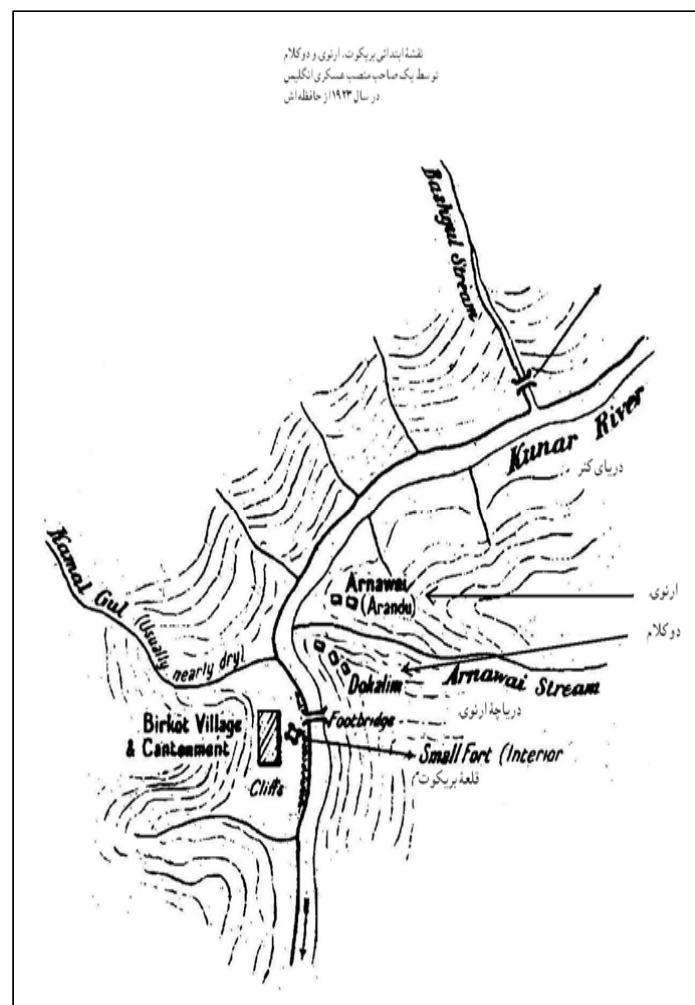 نقشهٔ ابتدائی بریکوت، ارنوی و دوکلام
توسط یک صاحب منصب عسکری انگلیس
در سال ۱۹۲۳ از حافظه اش
Bashgul Stream
Kunar River
دریای کنر
Kamal Gul (Usually nearly dry)
Arnawai
(Arandu)
ارنوی
دوکلام
Dokalim
Arnawai Stream
دریاچهٔ ارنوی
Footbridge
Birkot Village
& Cantonment
Small Fort (Interior
قلعهٔ بریکوت
Cliffs